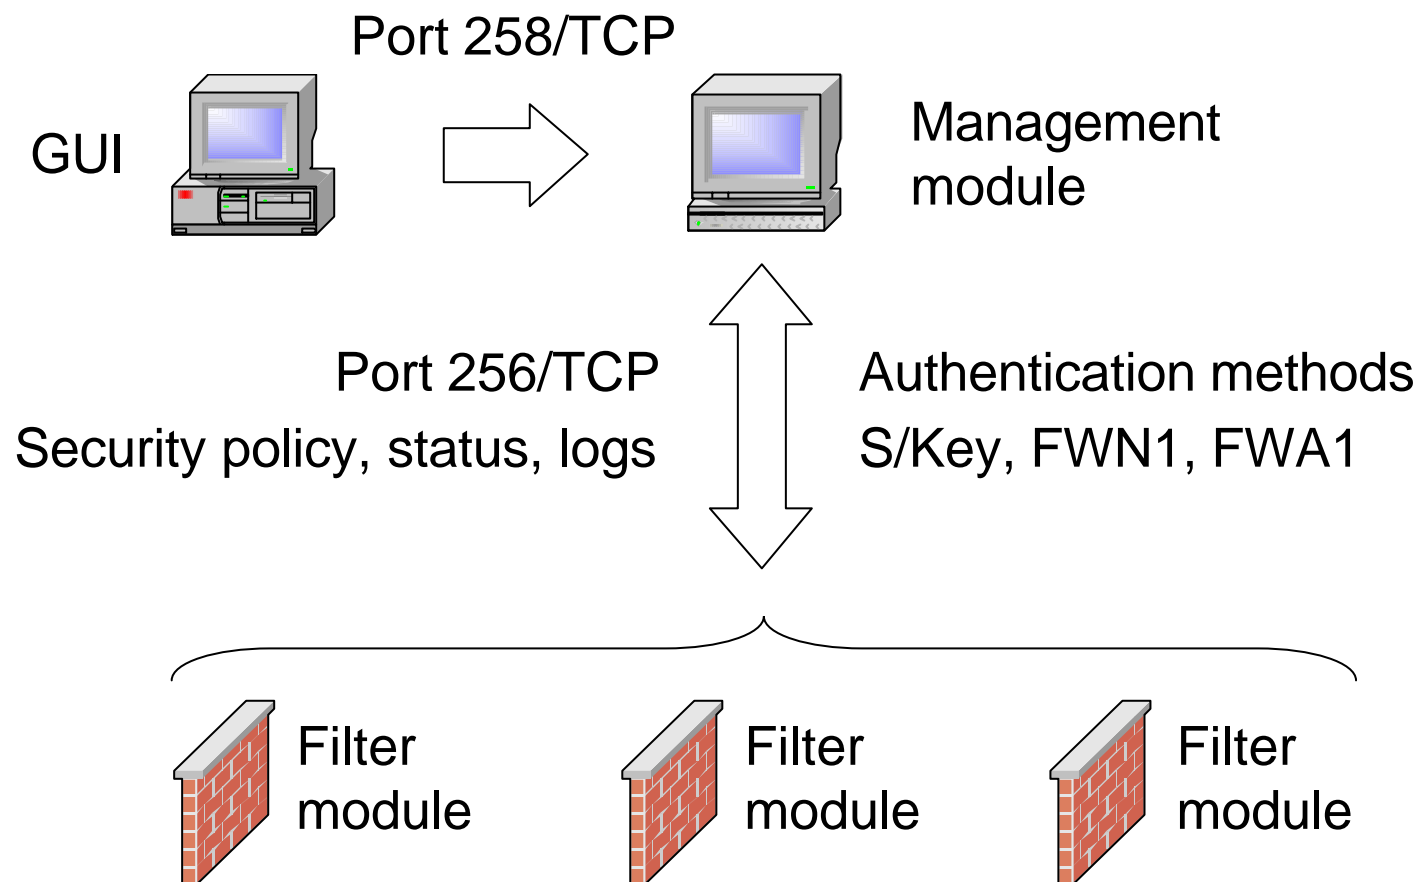 Port 258/TCP
GUI
Management
module
Port 256/TCP
Security policy, status, logs
Authentication methods
S/Key, FWN1, FWA1
Filter
module
Filter
module
Filter
module